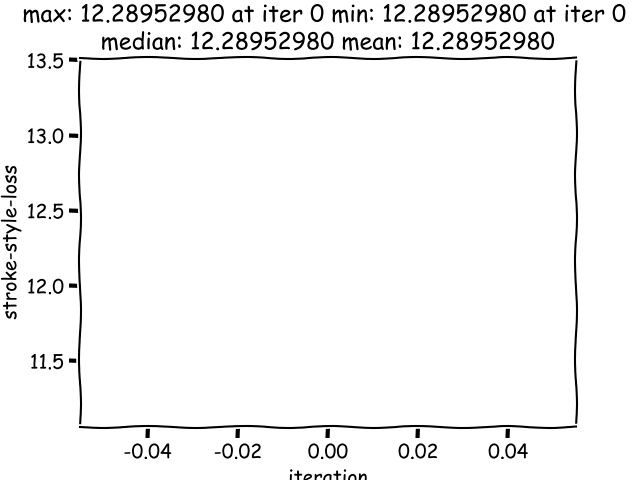 max: 12.28952980 at iter 0 min: 12.28952980 at iter 0
median: 12.28952980 mean: 12.28952980
13.5
13.0
12.5
12.0
11.5
stroke-style-loss
-0.04 -0.02 0.00 0.02 0.04
iteration